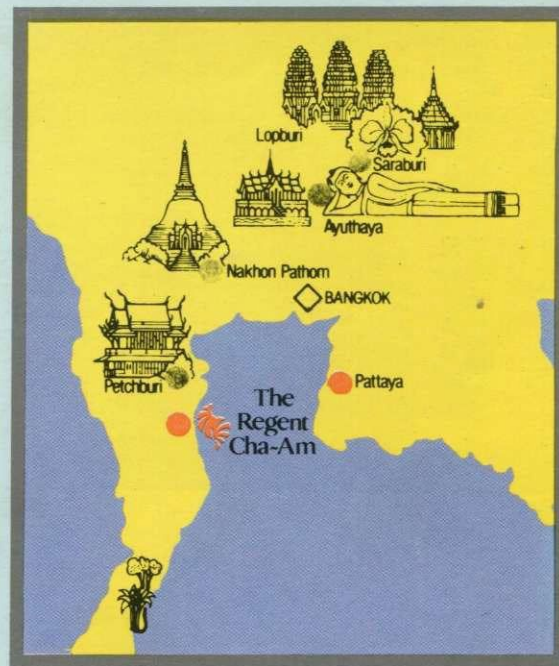 Lopburi
Saraburi
Ayuthaya
Nakhon Pathom
BANGKOK
Petchburi
Pattaya
The
Regent
Cha-Am